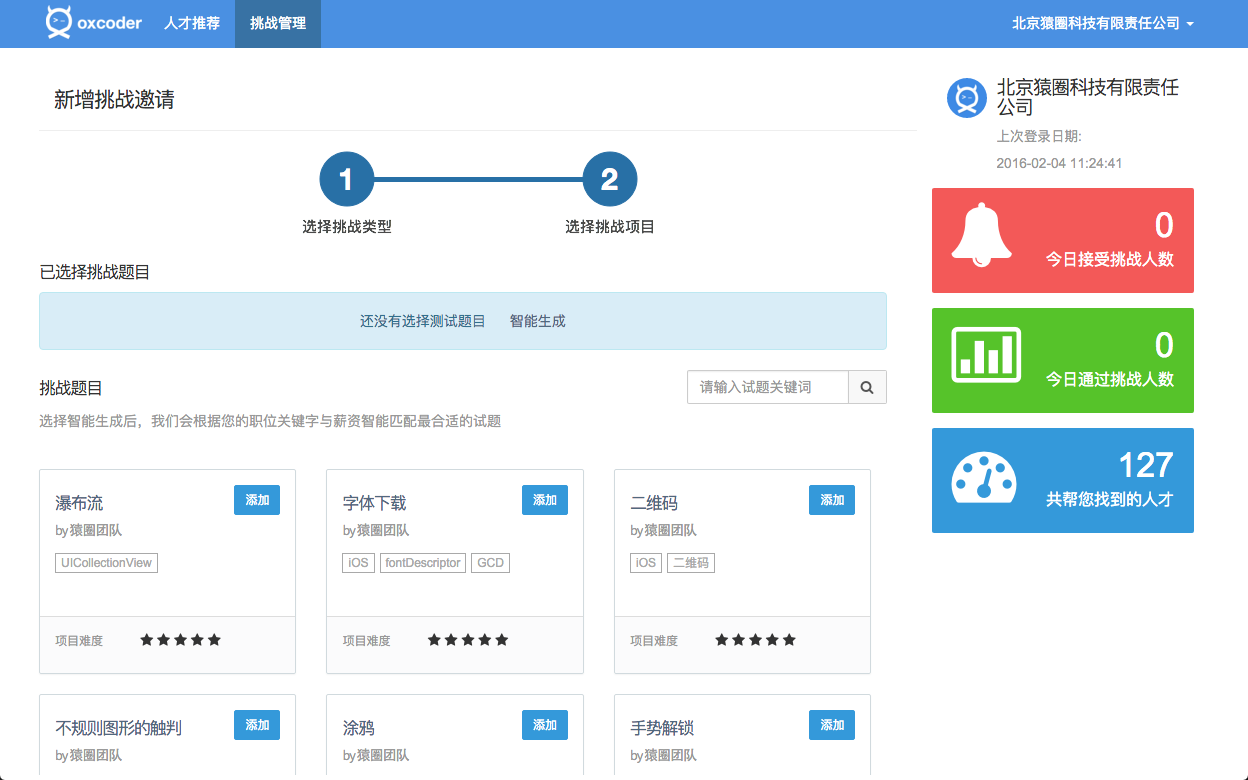 oxcoder 人才推荐 挑战管理 北京猿圈科技有限责任公司
新增挑战邀请
1 2
选择挑战类型 选择挑战项目
已选择挑战题目
还没有选择测试题目 智能生成
挑战题目 请输入试题关键词
选择智能生成后，我们会根据您的职位关键字与薪资智能匹配最合适的试题
瀑布流 添加
by猿圈团队
UICollectionView
项目难度
字体下载 添加
by猿圈团队
iOS fontDescriptor GCD
项目难度
二维码 添加
by猿圈团队
iOS 二维码
项目难度
不规则图形的触判 添加
by猿圈团队
涂鸦 添加
by猿圈团队
手势解锁 添加
by猿圈团队
北京猿圈科技有限责任
公司
上次登录日期:
2016-02-04 11:24:41
0
今日接受挑战人数
0
今日通过挑战人数
127
共帮您找到的人才